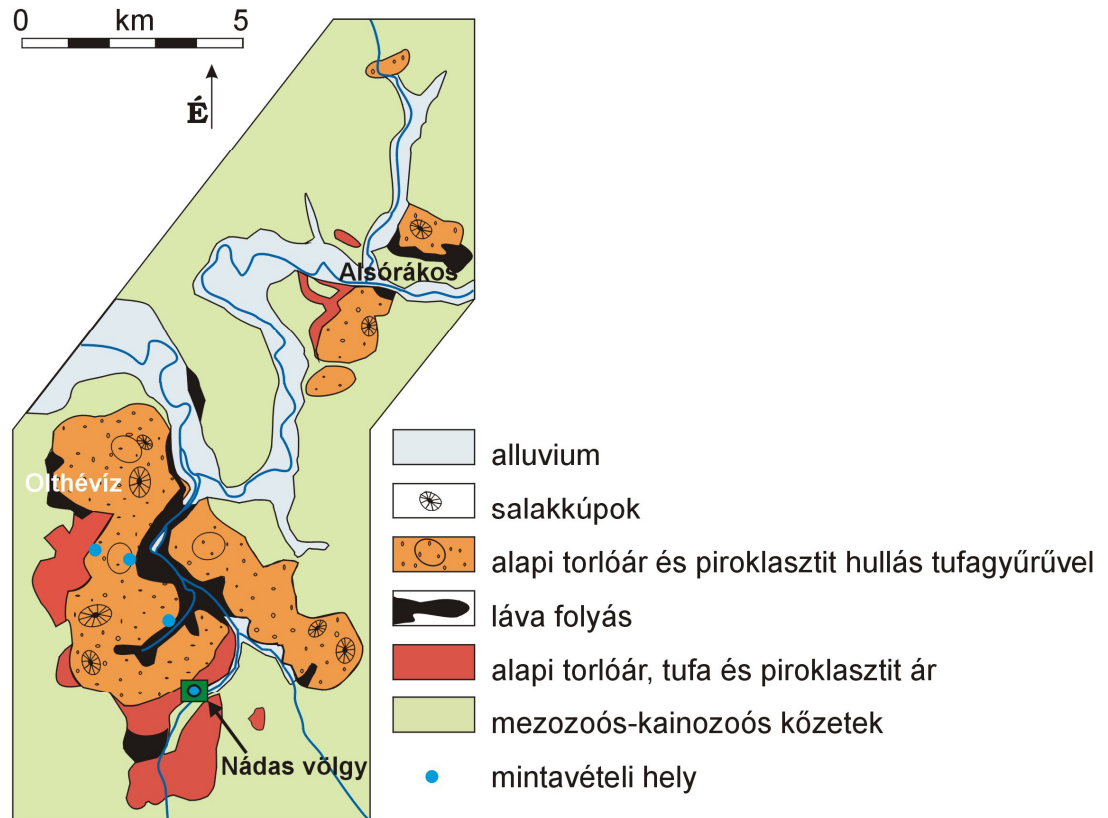 0 km 5
É
Alsórákos
Olthévíz
Nádas völgy
alluvium
salakkúpok
alapi torlóár és piroklasztit hullás tufagyűrűvel
láva folyás
alapi torlóár, tufa és piroklasztit ár
mezozoós-kainozoós kőzetek
mintavételi hely